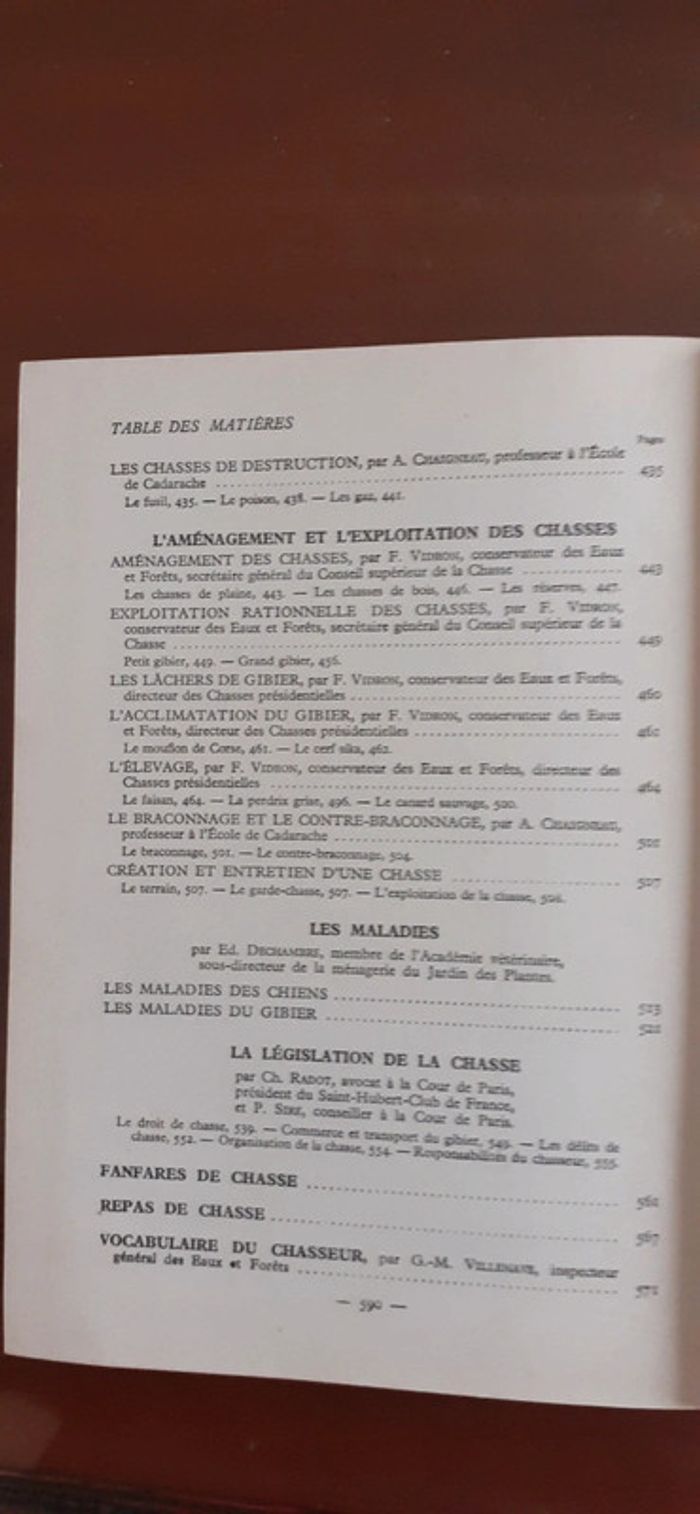 TABLE DES MATIÈRES
Pages
LES CHASSES DE DESTRUCTION, par A. CHAIGNEAU, professeur à l'École
de Cadarache 435
Le fusil, 435. — Le poison, 438. — Les gaz, 441.
L'AMÉNAGEMENT ET L'EXPLOITATION DES CHASSES
AMÉNAGEMENT DES CHASSES, par F. VIDRON, conservateur des Eaux
et Forêts, secrétaire général du Conseil supérieur de la Chasse 443
Les chasses de plaine, 443. — Les chasses de bois, 446. — Les réserves, 447.
EXPLOITATION RATIONNELLE DES CHASSES, par F. VIDRON,
conservateur des Eaux et Forêts, secrétaire général du Conseil supérieur de la
Chasse 449
Petit gibier, 449. — Grand gibier, 456.
LES LÂCHERS DE GIBIER, par F. VIDRON, conservateur des Eaux et Forêts,
directeur des Chasses présidentielles 460
L'ACCLIMATATION DU GIBIER, par F. VIDRON, conservateur des Eaux
et Forêts, directeur des Chasses présidentielles
Le mouflon de Corse, 461. — Le cerf sika, 462.
L'ÉLEVAGE, par F. VIDRON, conservateur des Eaux et Forêts, directeur des
Chasses présidentielles 464
Le faisan, 464. — La perdrix grise, 496. — Le canard sauvage, 500.
LE BRACONNAGE ET LE CONTRE-BRACONNAGE, par A. CHAIGNEAU,
professeur à l'École de Cadarache
Le braconnage, 501. — Le contre-braconnage, 504.
CRÉATION ET ENTRETIEN D'UNE CHASSE 507
Le terrain, 507. — Le garde-chasse, 507. — L'exploitation de la chasse,
LES MALADIES
par Ed. DECHAMBRE, membre de l'Académie vétérinaire,
sous-directeur de la ménagerie du Jardin des Plantes.
LES MALADIES DES CHIENS 523
LES MALADIES DU GIBIER
LA LÉGISLATION DE LA CHASSE
par Ch. RADOT, avocat à la Cour de Paris,
président du Saint-Hubert-Club de France,
et P. SIRE, conseiller à la Cour de Paris.
Le droit de chasse, 539. — Commerce et transport du gibier, 549. — Les délits de
chasse, 552. — Organisation de la chasse, 554. — Responsabilités du chasseur,
FANFARES DE CHASSE
REPAS DE CHASSE 567
VOCABULAIRE DU CHASSEUR, par G.-M. VILLENAVE, inspecteur
général des Eaux et Forêts
— 590 —